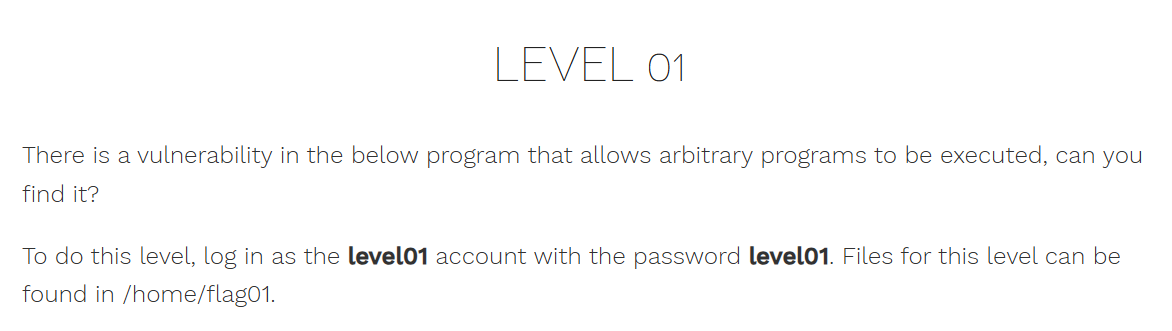 LEVEL 01
There is a vulnerability in the below program that allows arbitrary programs to be executed, can you
find it?
To do this level, log in as the level01 account with the password level01. Files for this level can be
found in /home/flag01.